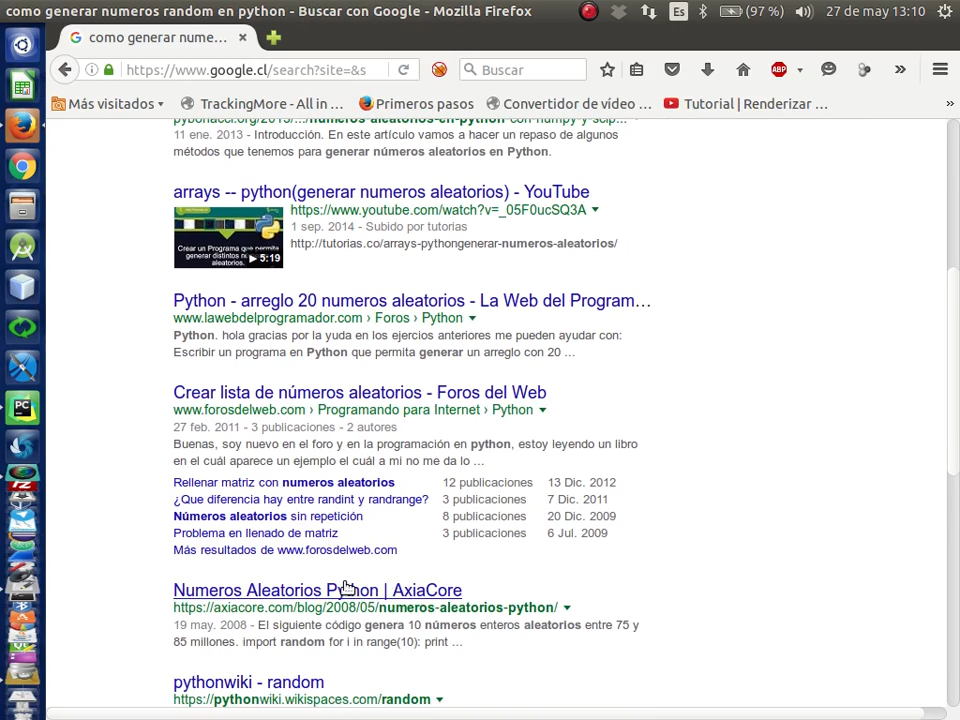 como generar numeros random en python - Buscar con Google - Mozilla Firefox
Es
(97 %)
27 de may 13:10
como generar nume...
https://www.google.cl/search?site=&s
Buscar
ABP
Más visitados
TrackingMore - All in ...
Primeros pasos
Convertidor de vídeo ...
Tutorial | Renderizar ...
pybonacci.org/2013/.../numeros-aleatorios-en-python-con-numpy-y-scip...
11 ene. 2013 - Introducción. En este artículo vamos a hacer un repaso de algunos
métodos que tenemos para generar números aleatorios en Python.
arrays -- python(generar numeros aleatorios) - YouTube
https://www.youtube.com/watch?v=_05F0ucSQ3A
1 sep. 2014 - Subido por tutorias
http://tutorias.co/arrays-pythongenerar-numeros-aleatorios/
Crear un Programa que permita
generar distintos números
aleatorios.
5:19
Python - arreglo 20 numeros aleatorios - La Web del Program...
www.lawebdelprogramador.com › Foros › Python
Python. hola gracias por la yuda en los ejercios anteriores me pueden ayudar con:
Escribir un programa en Python que permita generar un arreglo con 20 ...
Crear lista de números aleatorios - Foros del Web
www.forosdelweb.com › Programando para Internet › Python
27 feb. 2011 - 3 publicaciones - 2 autores
Buenas, soy nuevo en el foro y en la programación en python, estoy leyendo un libro
en el cuál aparece un ejemplo el cuál a mi no me da lo ...
Rellenar matriz con numeros aleatorios 12 publicaciones 13 Dic. 2012
¿Que diferencia hay entre randint y randrange? 3 publicaciones 7 Dic. 2011
Números aleatorios sin repetición 8 publicaciones 20 Dic. 2009
Problema en llenado de matriz 3 publicaciones 6 Jul. 2009
Más resultados de www.forosdelweb.com
Numeros Aleatorios Python | AxiaCore
https://axiacore.com/blog/2008/05/numeros-aleatorios-python/
19 may. 2008 - El siguiente código genera 10 números enteros aleatorios entre 75 y
85 millones. import random for i in range(10): print ...
pythonwiki - random
https://pythonwiki.wikispaces.com/random
PC